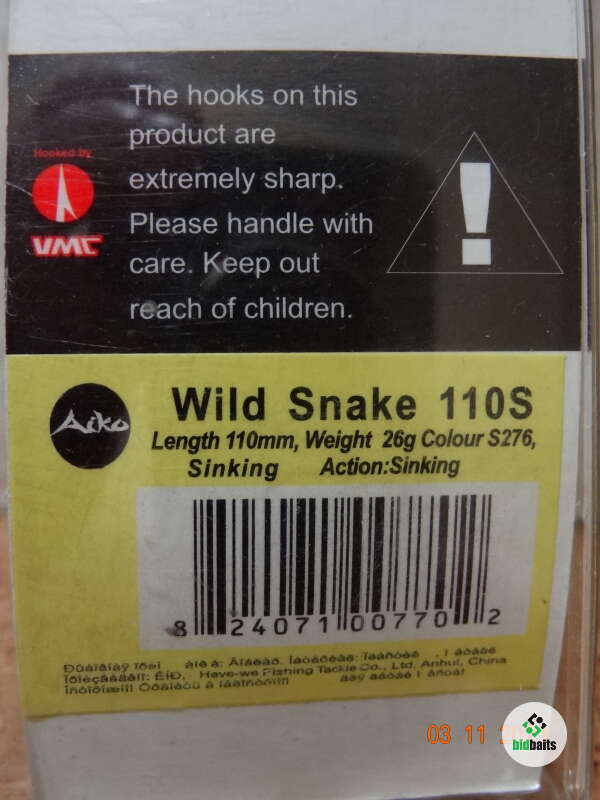 The hooks on this
product are
extremely sharp.
Please handle with
care. Keep out
reach of children.
Hooked by
VMC
!
Aiko
Wild Snake 110S
Length 110mm, Weight 26g Colour S276,
Sinking Action:Sinking
8 24071 00770 2
Have-we Fishing Tackle Co., Ltd. Anhui, China
03 11
bidbaits